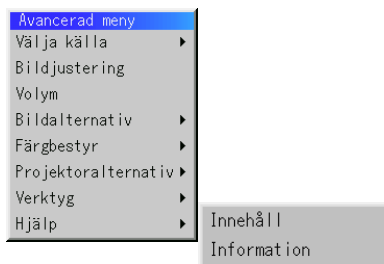 Avancerad meny
Välja källa
Bildjustering
Volym
Bildalternativ
Färgbestyr
Projektoralternativ
Verktyg
Hjälp
Innehåll
Information